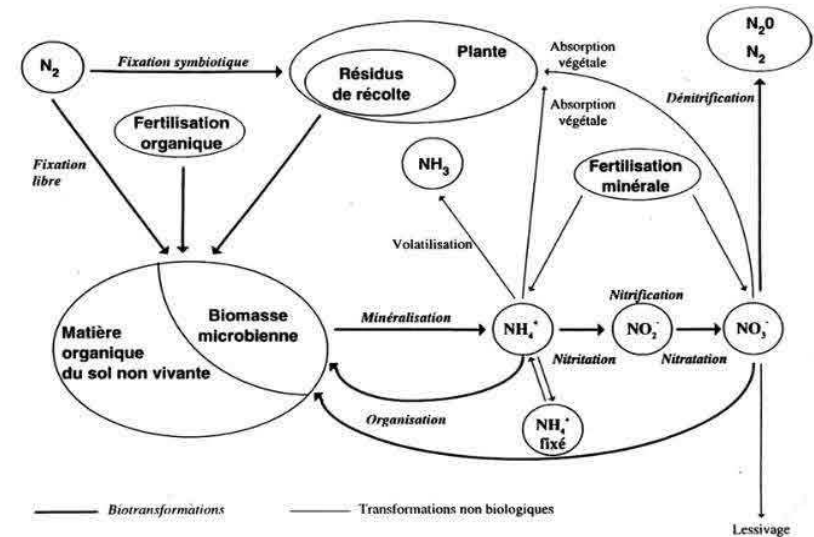 N₂
Fixation symbiotique
Plante
Résidus
de récolte
Absorption
végétale
Absorption
végétale
N₂0
N₂
Dénitrification
Fertilisation
organique
Fixation
libre
NH₃
Fertilisation
minérale
Volatilisation
Matière
organique
du sol non vivante
Biomasse
microbienne
Minéralisation
NH₄⁺
Nitrification
Nitritation
NO₂⁻
Nitratation
NO₃⁻
Organisation
NH₄⁺
fixé
Biotransformations
Transformations non biologiques
Lessivage